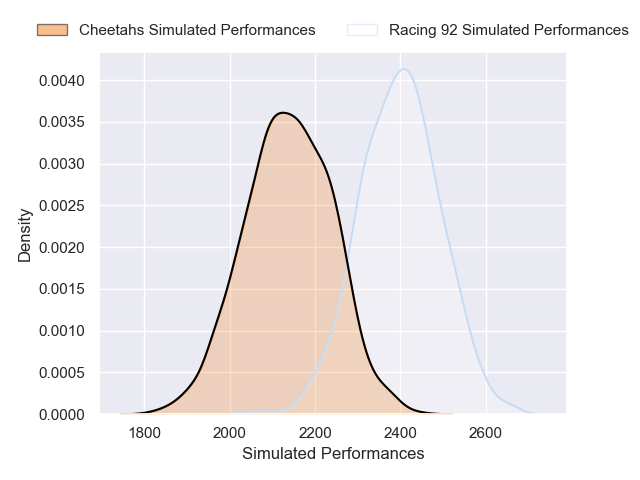 Cheetahs Simulated Performances
Racing 92 Simulated Performances
0.0040
0.0035
0.0030
0.0025
0.0020
0.0015
0.0010
0.0005
0.0000
Density
1800 2000 2200 2400 2600
Simulated Performances